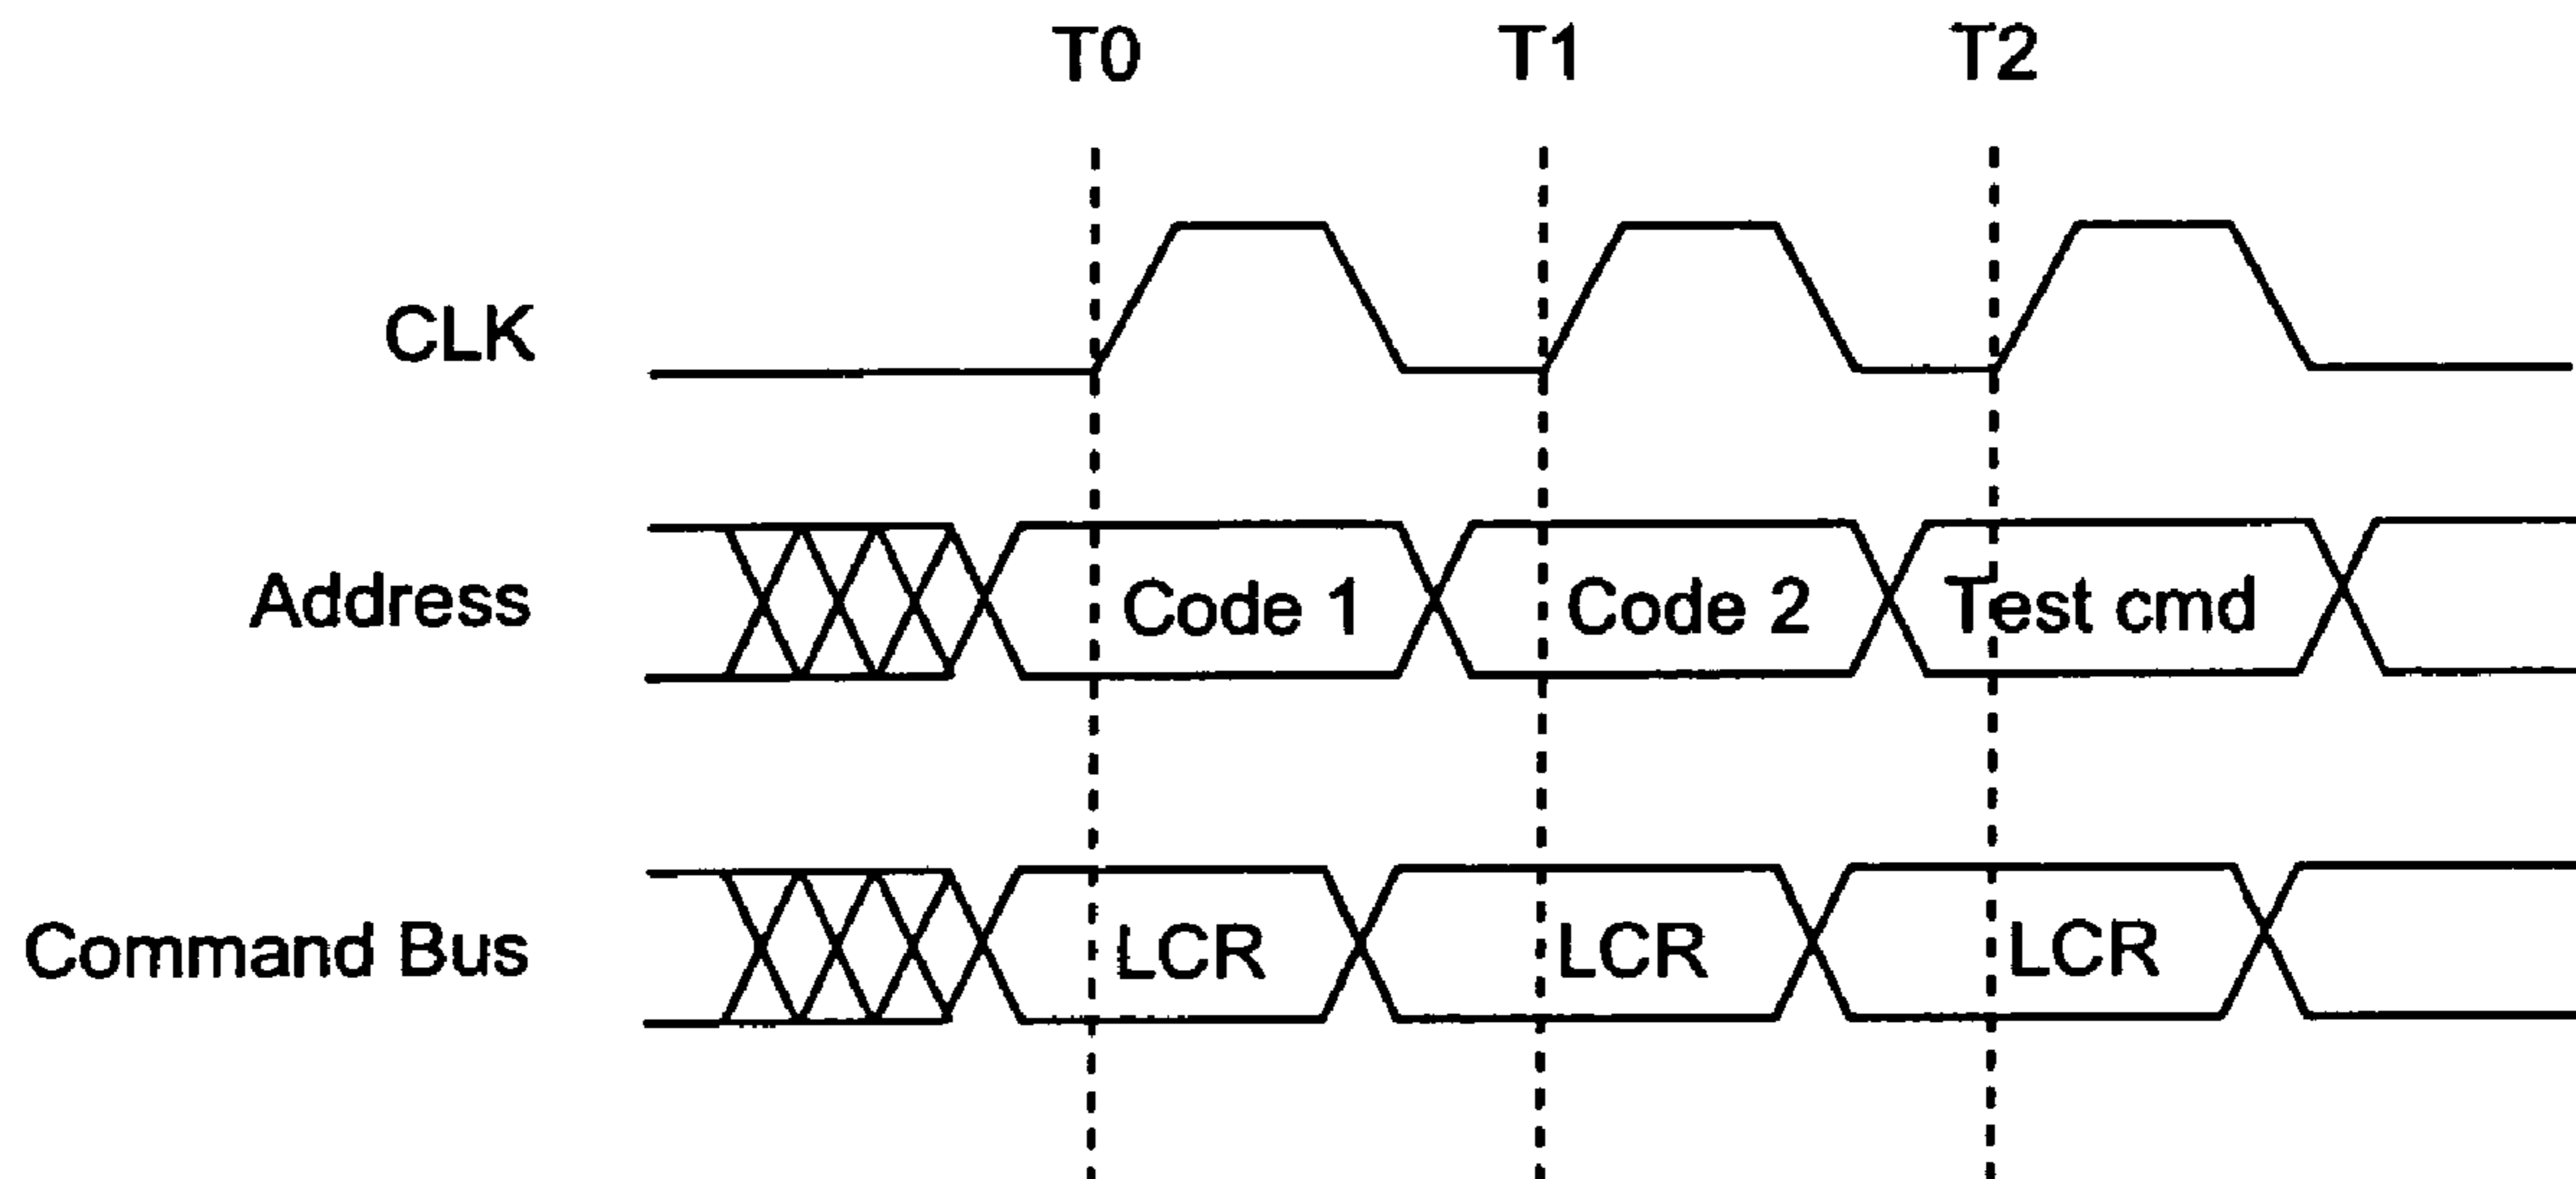 T0 T1 T2
CLK
Address Code 1 Code 2 Test cmd
Command Bus LCR LCR LCR